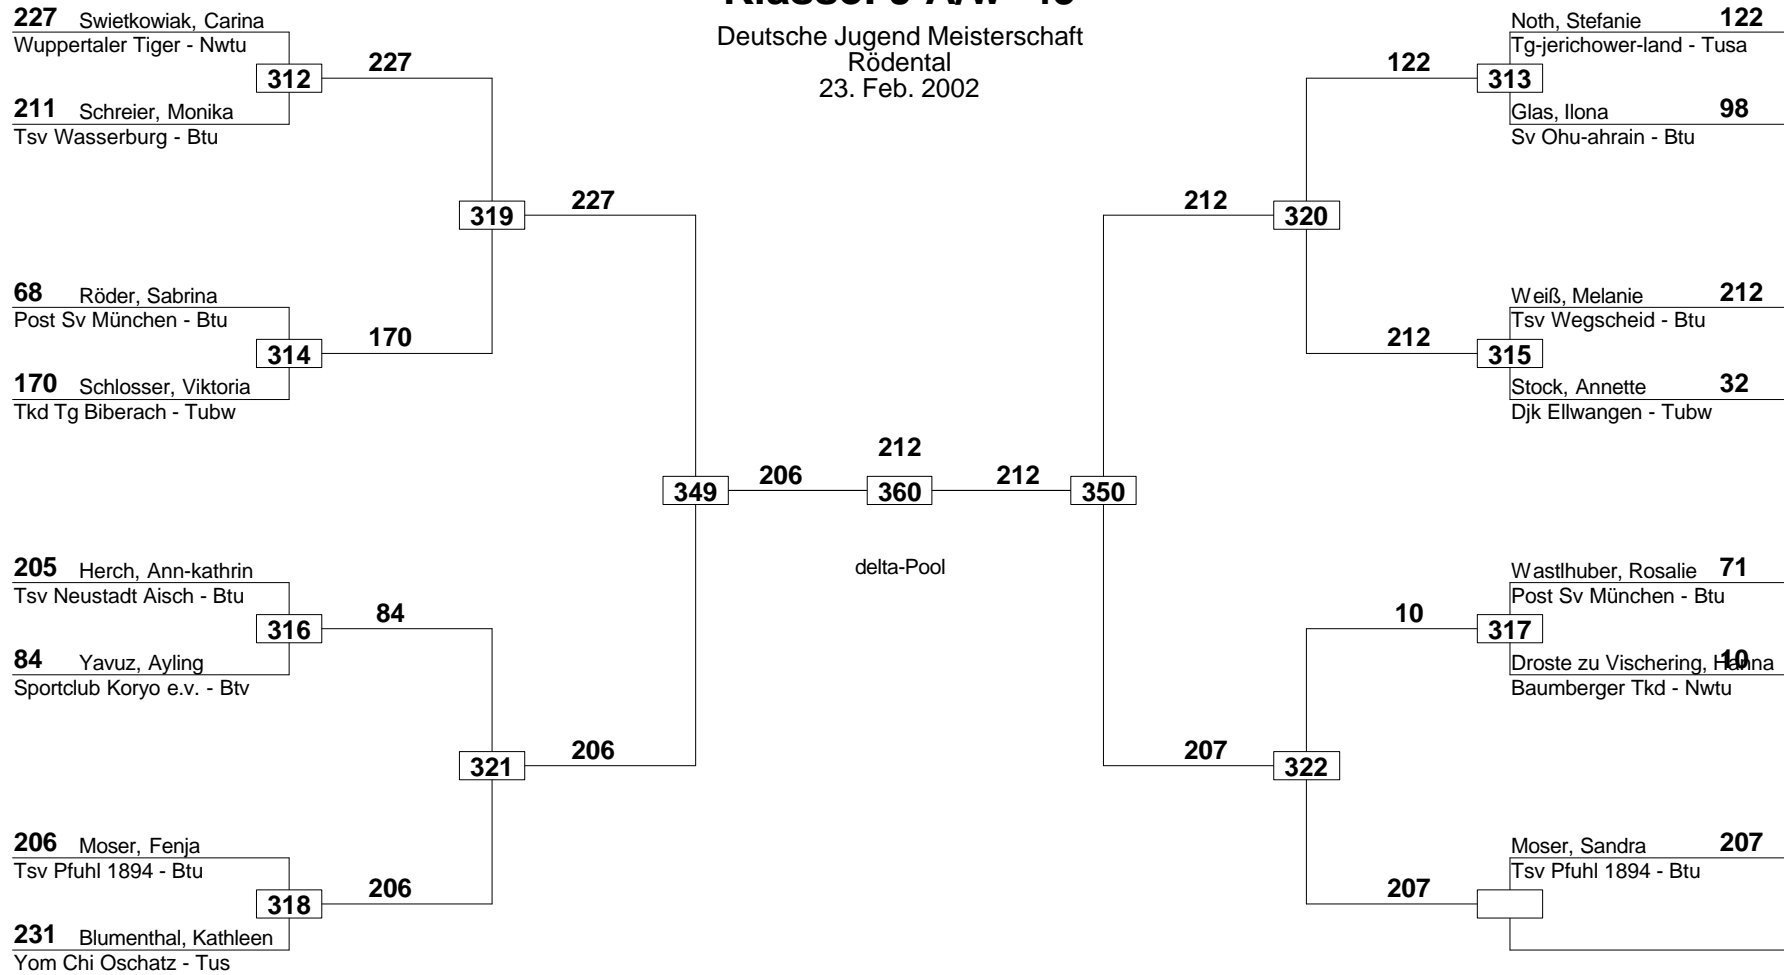 Deutsche Jugend Meisterschaft
Rödental
23. Feb. 2002
227 Swietkowiak, Carina
Wuppertaler Tiger - Nwtu
312
227
211 Schreier, Monika
Tsv Wasserburg - Btu
319
227
68 Röder, Sabrina
Post Sv München - Btu
314
170
170 Schlosser, Viktoria
Tkd Tg Biberach - Tubw
349
206
205 Herch, Ann-kathrin
Tsv Neustadt Aisch - Btu
316
84
84 Yavuz, Ayling
Sportclub Koryo e.v. - Btv
321
206
206 Moser, Fenja
Tsv Pfuhl 1894 - Btu
318
206
231 Blumenthal, Kathleen
Yom Chi Oschatz - Tus
212
360
delta-Pool
Noth, Stefanie 122
Tg-jerichower-land - Tusa
122
313
Glas, Ilona 98
Sv Ohu-ahrain - Btu
212
320
Weiß, Melanie 212
Tsv Wegscheid - Btu
212
315
Stock, Annette 32
Djk Ellwangen - Tubw
212
350
Wastlhuber, Rosalie 71
Post Sv München - Btu
10
317
Droste zu Vischering, Hanna 10
Baumberger Tkd - Nwtu
207
322
Moser, Sandra 207
Tsv Pfuhl 1894 - Btu
207